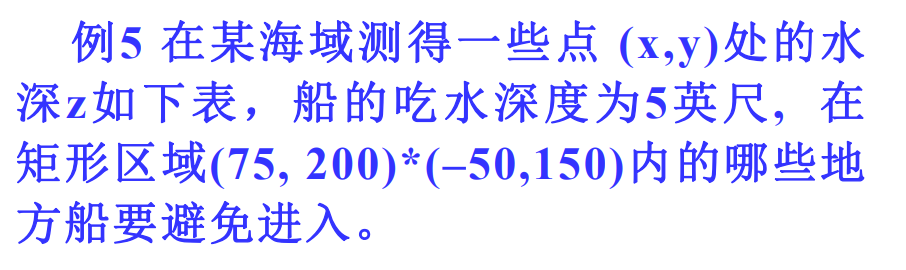 例5 在某海域测得一些点 (x,y)处的水
深z如下表，船的吃水深度为5英尺，在
矩形区域(75, 200)*(–50,150)内的哪些地
方船要避免进入。